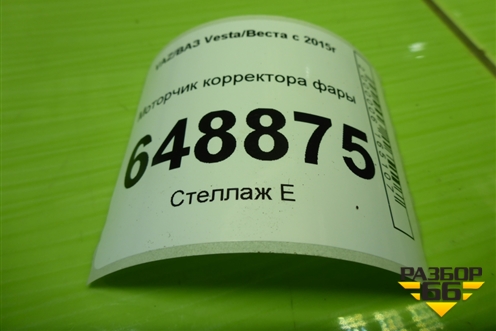 VAZ/ВАЗ Vesta/Веста с 2015г
Моторчик корректора фары
648875
Стеллаж Е
РАЗБОР
66